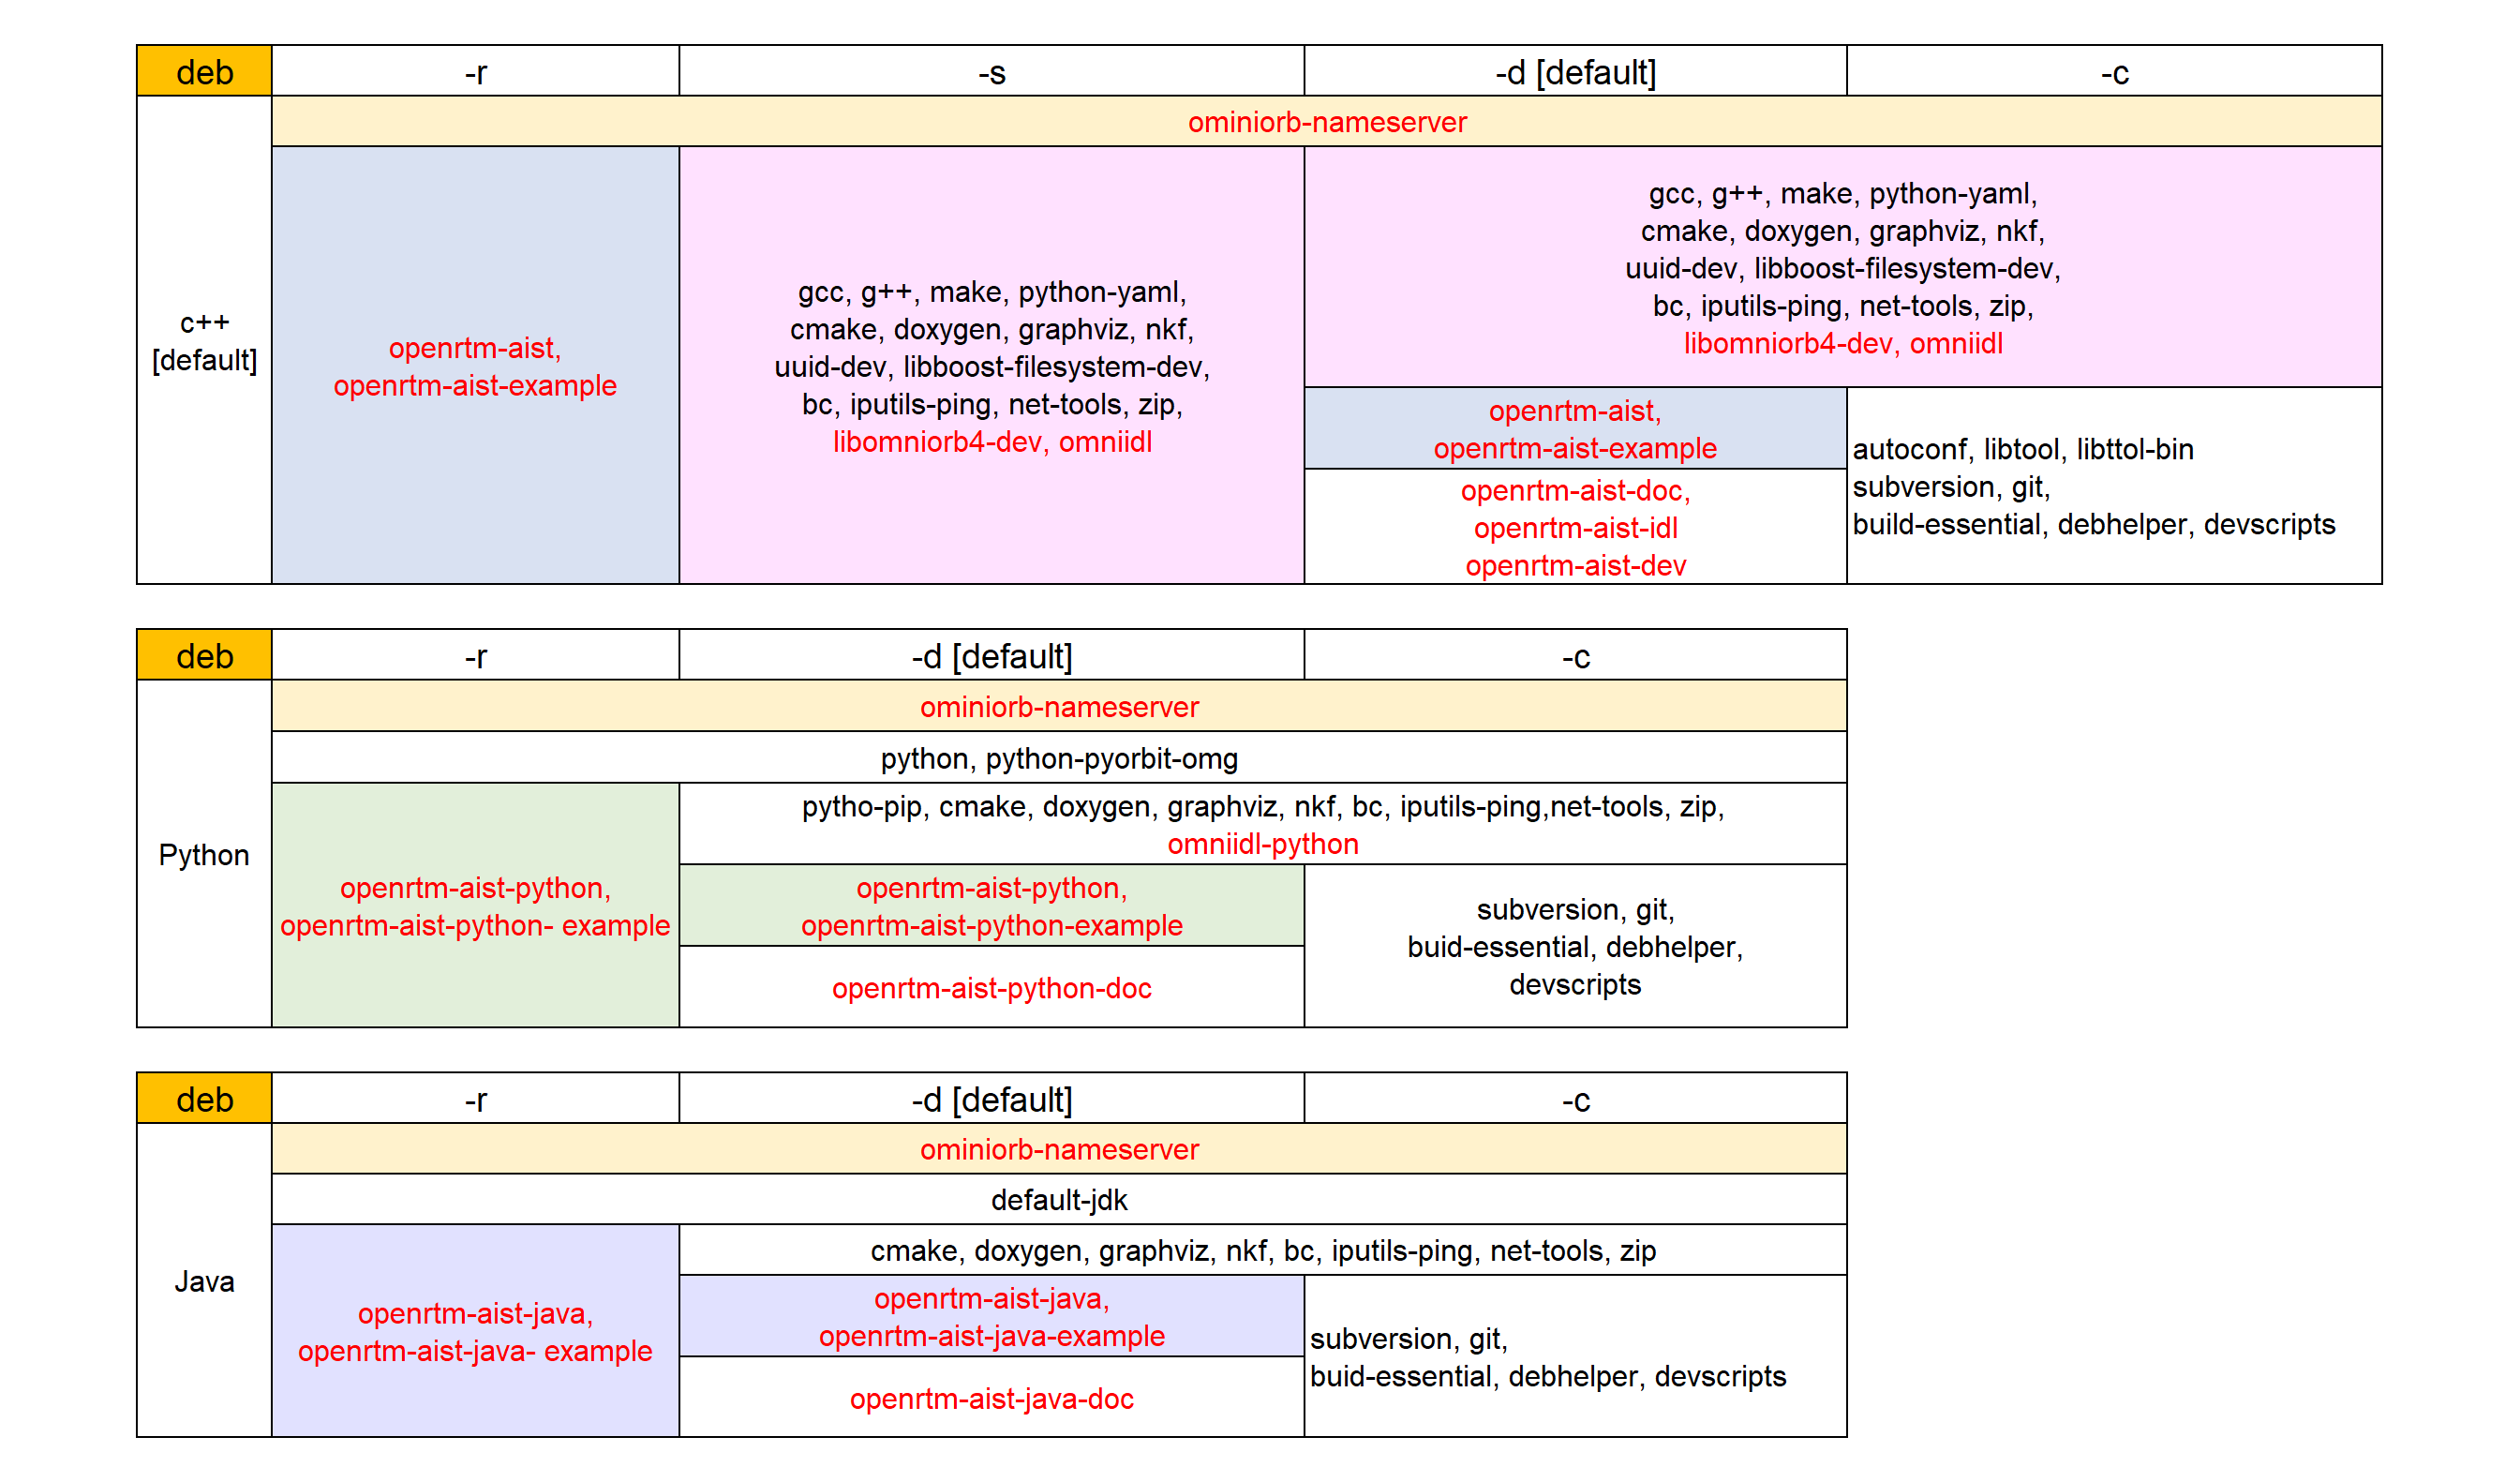 deb
-r
-s
-d [default]
-c
ominiorb-nameserver
c++
[default]
openrtm-aist,
openrtm-aist-example
gcc, g++, make, python-yaml,
cmake, doxygen, graphviz, nkf,
uuid-dev, libboost-filesystem-dev,
bc, iputils-ping, net-tools, zip,
libomniorb4-dev, omniidl
gcc, g++, make, python-yaml,
cmake, doxygen, graphviz, nkf,
uuid-dev, libboost-filesystem-dev,
bc, iputils-ping, net-tools, zip,
libomniorb4-dev, omniidl
openrtm-aist,
openrtm-aist-example
openrtm-aist-doc,
openrtm-aist-idl
openrtm-aist-dev
autoconf, libtool, libttol-bin
subversion, git,
build-essential, debhelper, devscripts
deb
-r
-d [default]
-c
ominiorb-nameserver
python, python-pyorbit-omg
Python
openrtm-aist-python,
openrtm-aist-python- example
pytho-pip, cmake, doxygen, graphviz, nkf, bc, iputils-ping,net-tools, zip,
omniidl-python
openrtm-aist-python,
openrtm-aist-python-example
openrtm-aist-python-doc
subversion, git,
buid-essential, debhelper,
devscripts
deb
-r
-d [default]
-c
ominiorb-nameserver
default-jdk
Java
openrtm-aist-java,
openrtm-aist-java- example
cmake, doxygen, graphviz, nkf, bc, iputils-ping, net-tools, zip
openrtm-aist-java,
openrtm-aist-java-example
openrtm-aist-java-doc
subversion, git,
buid-essential, debhelper, devscripts